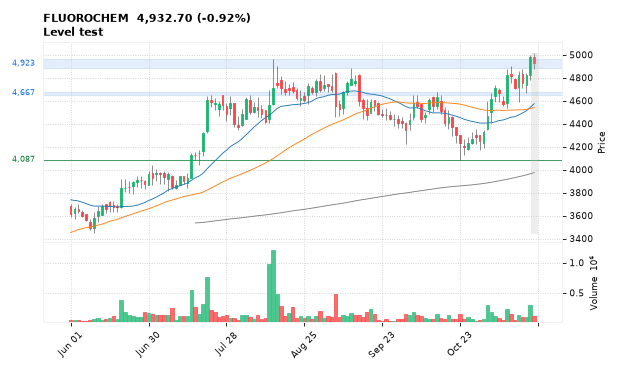 FLUOROCHEM 4,932.70 (-0.92%)
Level test
4,923
4,667
4,087
5000
4800
4600
4400
4200
4000
3800
3600
3400
Price
1.0
0.5
Volume 10⁶
Jun 01
Jun 30
Jul 28
Aug 25
Sep 23
Oct 23